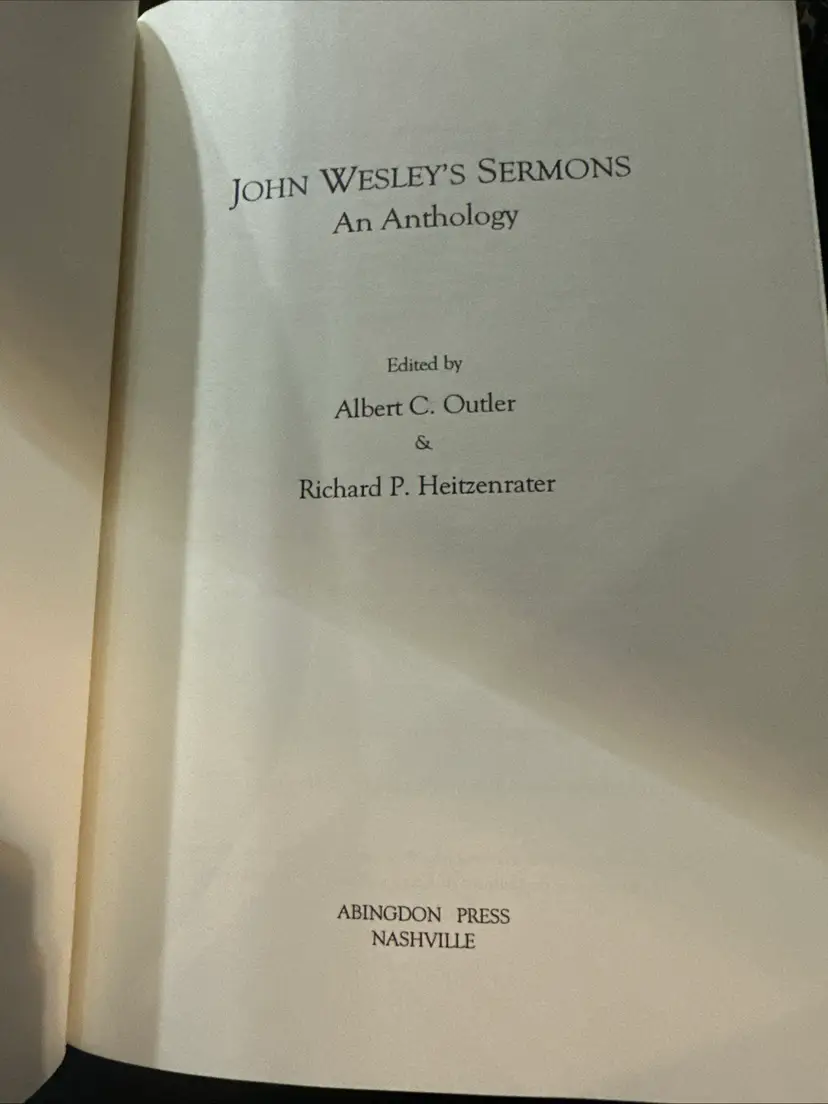 JOHN WESLEY'S SERMONS
An Anthology
Edited by
Albert C. Outler
&
Richard P. Heitzenrater
ABINGDON PRESS
NASHVILLE